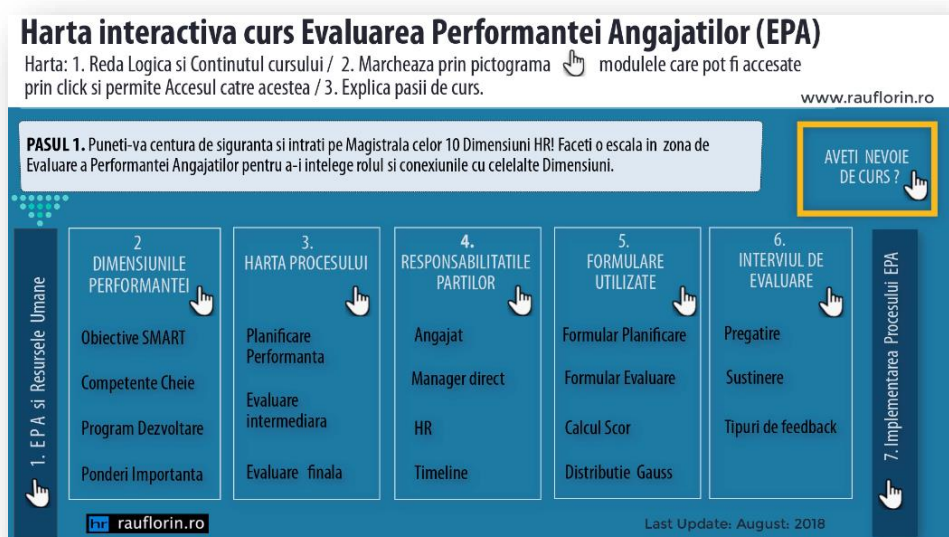 Harta interactiva curs Evaluarea Performantei Angajatilor (EPA)
Harta: 1. Reda Logica si Continutul cursului / 2. Marcheaza prin pictograma modulele care pot fi accesate
prin click si permite Accesul catre acestea / 3. Explica pasii de curs.
www.rauflorin.ro
PASUL 1. Puneti-va centura de siguranta si intrati pe Magistrala celor 10 Dimensiuni HR! Faceti o escala in zona de
Evaluare a Performantei Angajatilor pentru a-i intelege rolul si conexiunile cu celelalte Dimensiuni.
AVETI NEVOIE
DE CURS ?
1. E P A si Resursele Umane
2
DIMENSIUNILE
PERFORMANTEI
Obiective SMART
Competente Cheie
Program Dezvoltare
Ponderi Importanta
3.
HARTA PROCESULUI
Planificare
Performanta
Evaluare
intermediara
Evaluare finala
4.
RESPONSABILITATILE
PARTILOR
Angajat
Manager direct
HR
Timeline
5.
FORMULARE
UTILIZATE
Formular Planificare
Formular Evaluare
Calcul Scor
Distributie Gauss
6.
INTERVIUL DE
EVALUARE
Pregatire
Sustinere
Tipuri de feedback
7. Implementarea Procesului EPA
hr rauflorin.ro
Last Update: August: 2018